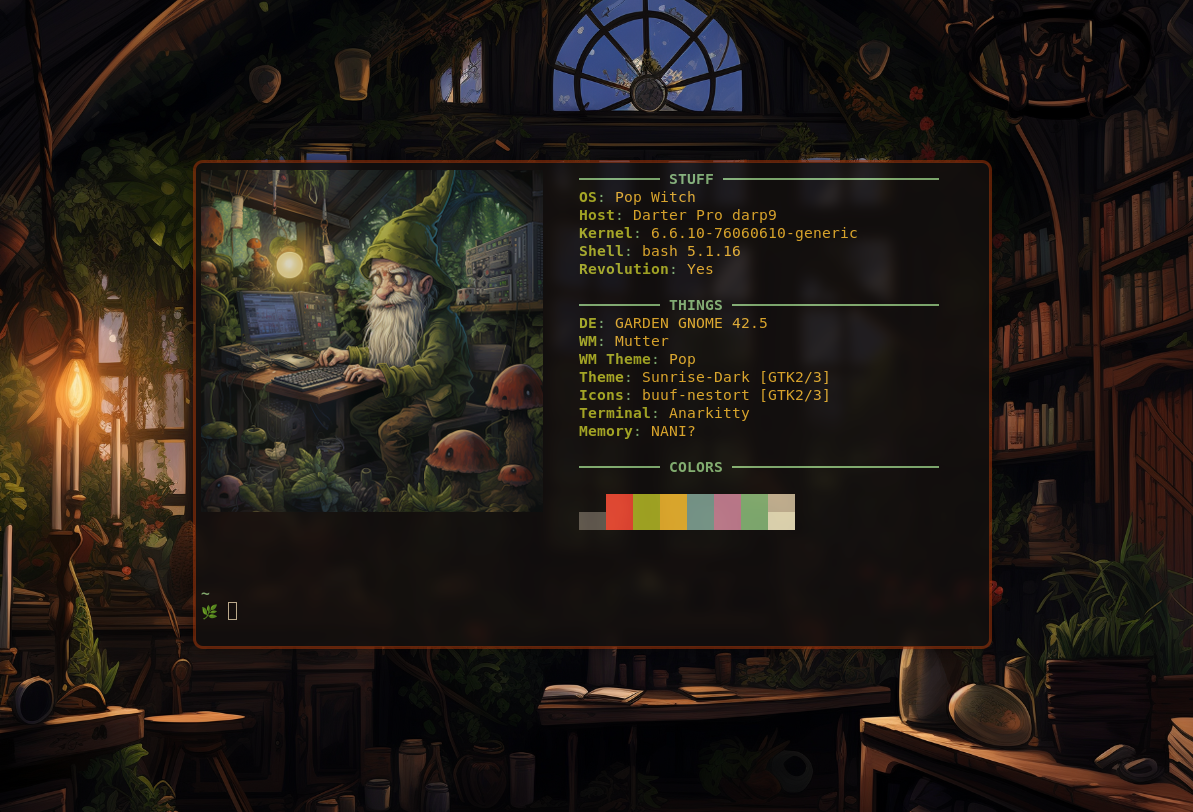 STUFF
OS: Pop Witch
Host: Darter Pro darp9
Kernel: 6.6.10-76060610-generic
Shell: bash 5.1.16
Revolution: Yes
THINGS
DE: GARDEN GNOME 42.5
WM: Mutter
WM Theme: Pop
Theme: Sunrise-Dark [GTK2/3]
Icons: buuf-nestort [GTK2/3]
Terminal: Anarkitty
Memory: NANI?
COLORS
~